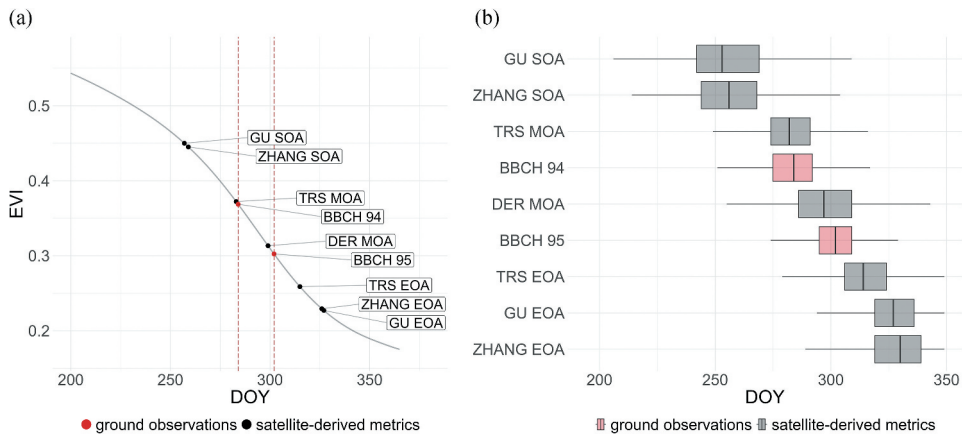 (a)
GU SOA
ZHANG SOA
TRS MOA
BBCH 94
DER MOA
BBCH 95
TRS EOA
ZHANG EOA
GU EOA
EVI
0.5
0.4
0.3
0.2
200
250
300
350
DOY
ground observations
satellite-derived metrics
(b)
GU SOA
ZHANG SOA
TRS MOA
BBCH 94
DER MOA
BBCH 95
TRS EOA
GU EOA
ZHANG EOA
200
250
300
350
DOY
ground observations
satellite-derived metrics